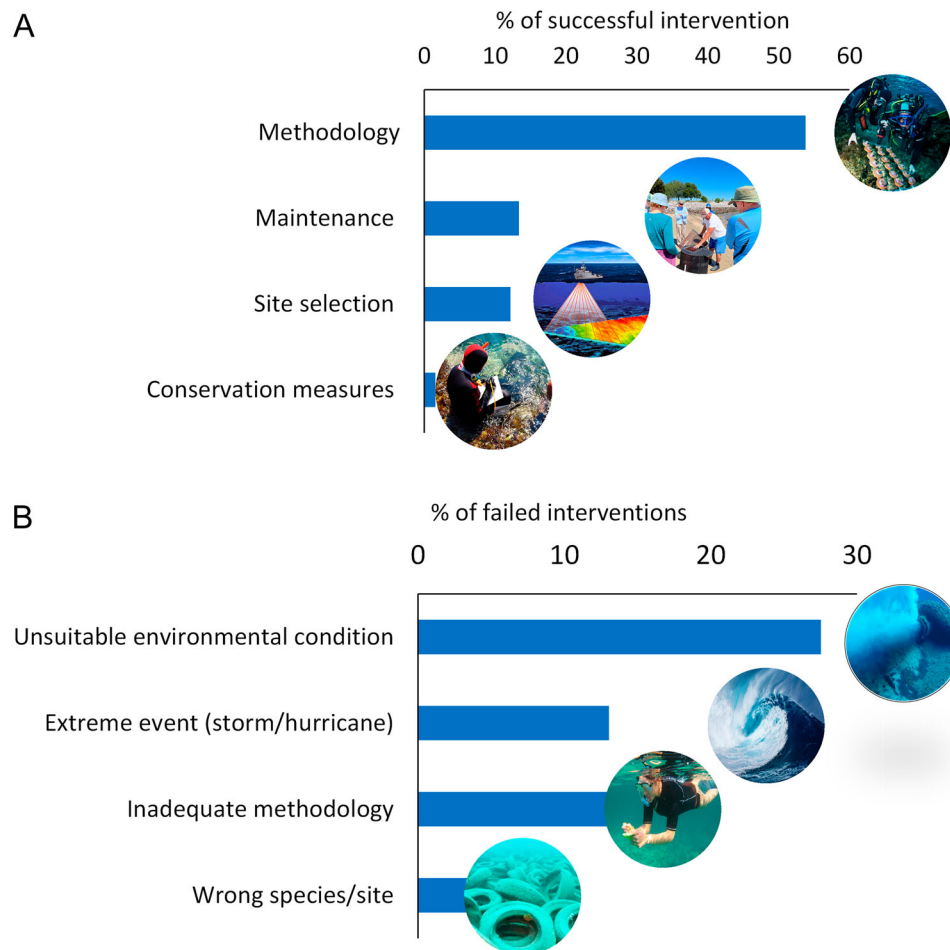 A
% of successful intervention
0 10 20 30 40 50 60
Methodology
Maintenance
Site selection
Conservation measures
B
% of failed interventions
0 10 20 30
Unsuitable environmental condition
Extreme event (storm/hurricane)
Inadequate methodology
Wrong species/site